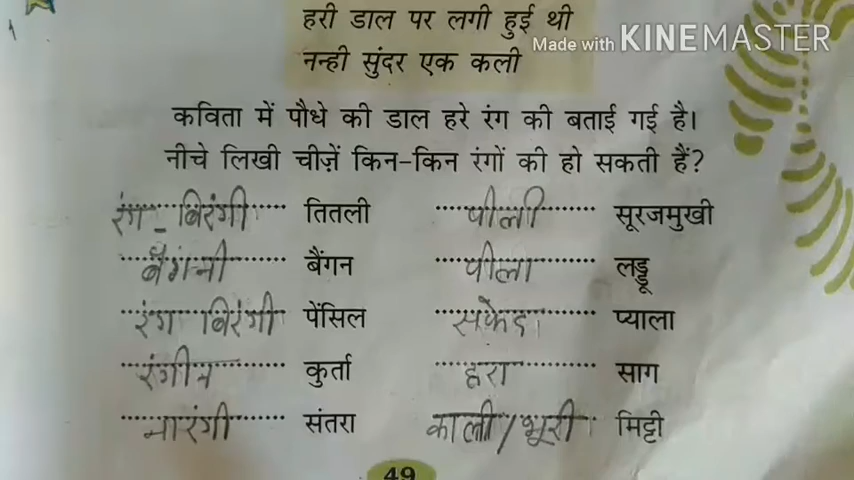 हरी डाल पर लगी हुई थी
Made with KINEMASTER
नन्ही सुंदर एक कली
कविता में पौधे की डाल हरे रंग की बताई गई है।
नीचे लिखी चीज़ें किन-किन रंगों की हो सकती हैं?
रंग-बिरंगी तितली पीली सूरजमुखी
बैंगनी बैंगन पीला लड्डू
रंग बिरंगी पेंसिल सफेद प्याला
रंगीन कुर्ता हरा साग
नारंगी संतरा काली/भूरी मिट्टी
49